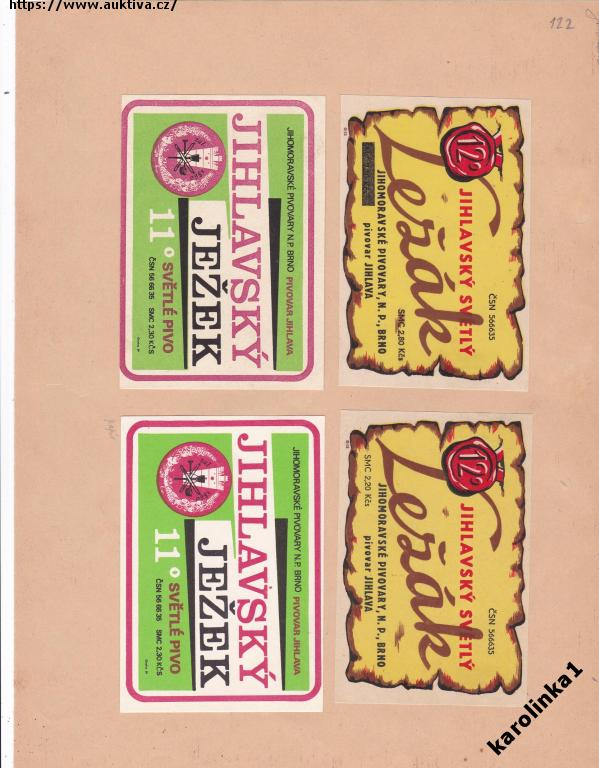 https://www.auktiva.cz/
122
JIHOMORAVSKÉ PIVOVARY N.P. BRNO PIVOVAR JIHLAVA
JIHLAVSKÝ
JEŽEK
11° SVĚTLÉ PIVO
ČSN 56 66 35 SMC 2,30 KČS
ČSN 566635
12°
JIHLAVSKÝ SVĚTLÝ
Ležák
SMC 2,80 Kčs
JIHOMORAVSKÉ PIVOVARY, N. P., BRNO
pivovar JIHLAVA
JIHOMORAVSKÉ PIVOVARY N.P. BRNO PIVOVAR JIHLAVA
JIHLAVSKÝ
JEŽEK
11° SVĚTLÉ PIVO
ČSN 56 66 35 SMC 2,30 KČS
ČSN 566635
12°
JIHLAVSKÝ SVĚTLÝ
Ležák
JIHOMORAVSKÉ PIVOVARY, N. P., BRNO
SMC 2,20 Kčs
pivovar JIHLAVA
karolinka1